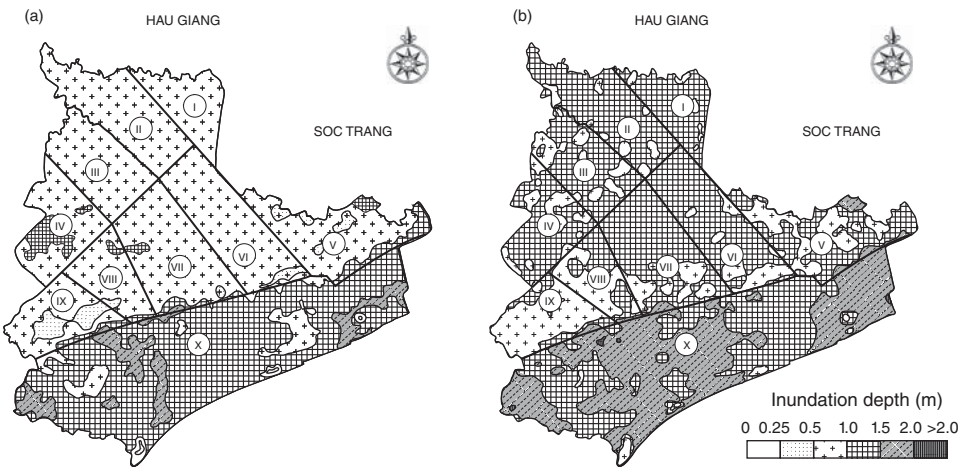 (a)
HAU GIANG
SOC TRANG
I
II
III
IV
V
VI
VII
VIII
IX
X
(b)
HAU GIANG
SOC TRANG
I
II
III
IV
V
VI
VII
VIII
IX
X
Inundation depth (m)
0 0.25 0.5 1.0 1.5 2.0 >2.0